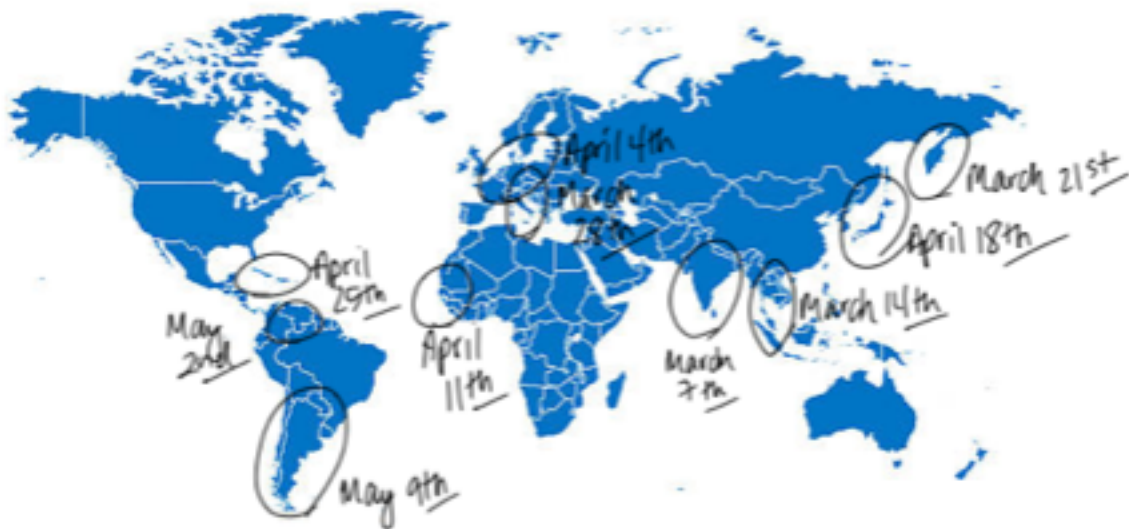 April 4th
March
28th
March 21st
April 18th
March 14th
March
7th
April
25th
May
2nd
April
11th
May 9th